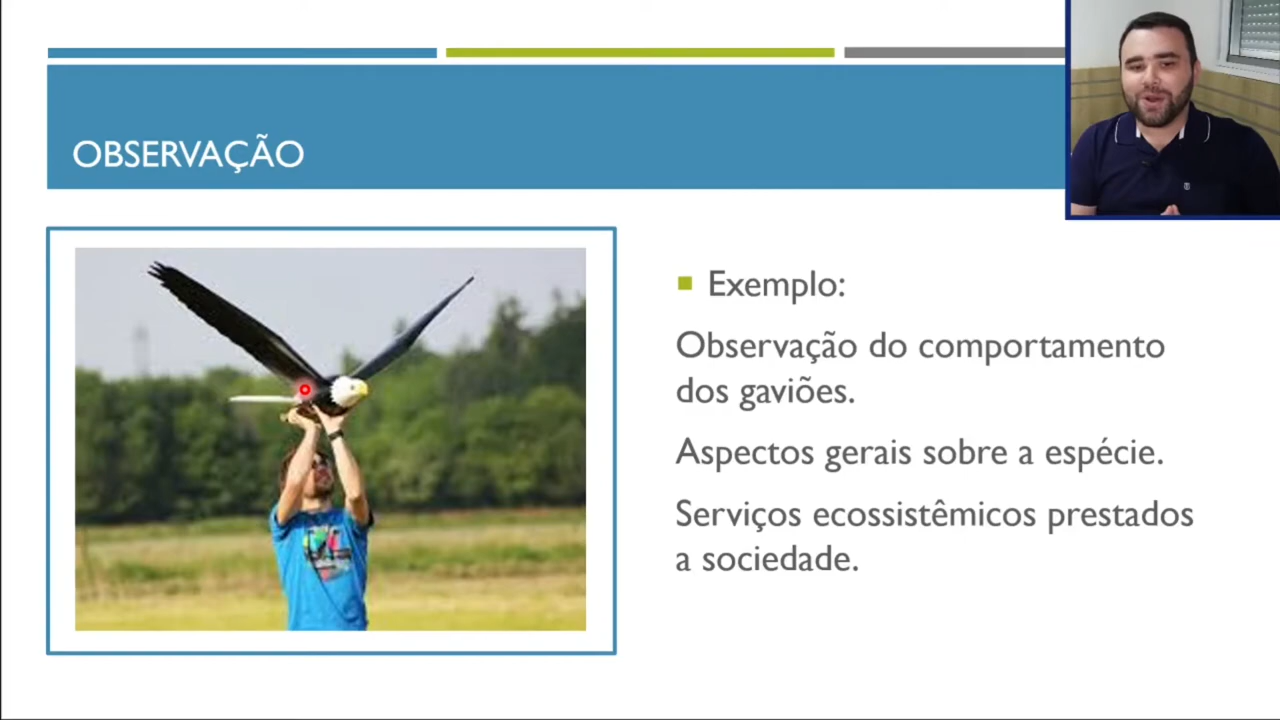 OBSERVAÇÃO
Exemplo:
Observação do comportamento
dos gaviões.
Aspectos gerais sobre a espécie.
Serviços ecossistêmicos prestados
a sociedade.